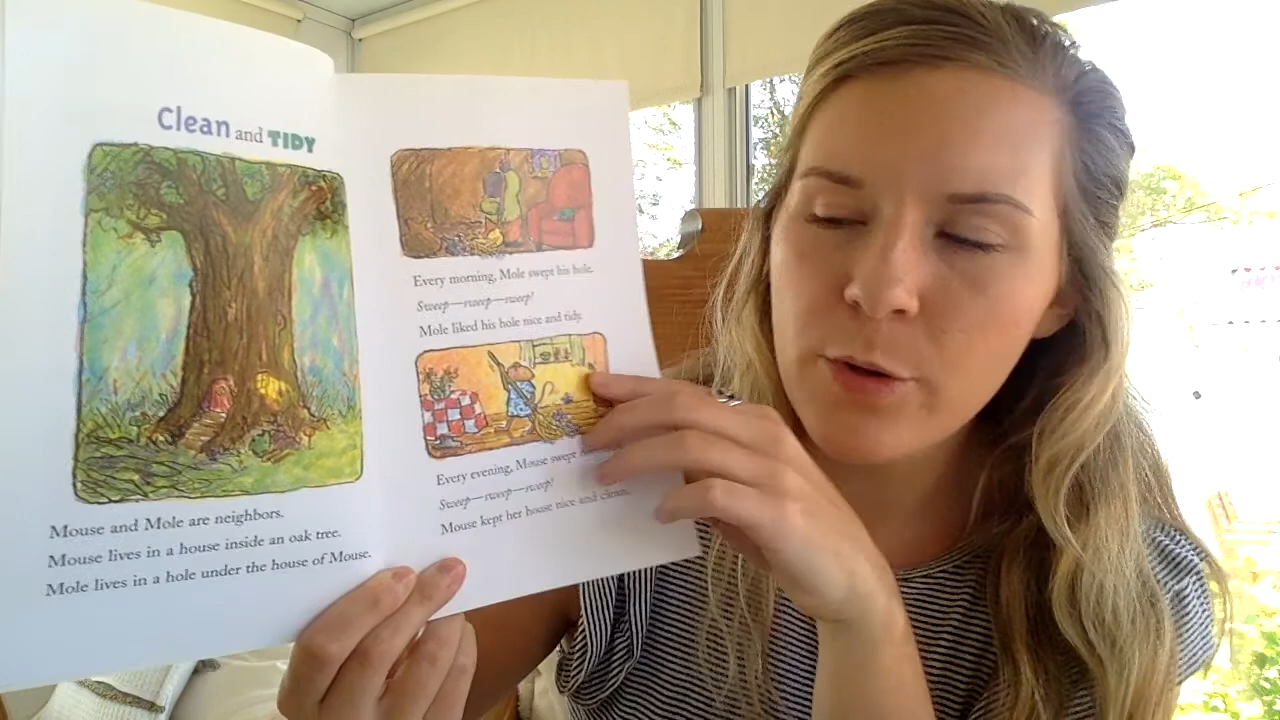 Clean and TIDY
Mouse and Mole are neighbors.
Mouse lives in a house inside an oak tree.
Mole lives in a hole under the house of Mouse.
Every morning, Mole swept his hole.
Sweep—sweep—sweep!
Mole liked his hole nice and tidy.
Every evening, Mouse swept
Sweep—sweep—sweep!
Mouse kept her house nice and clean.